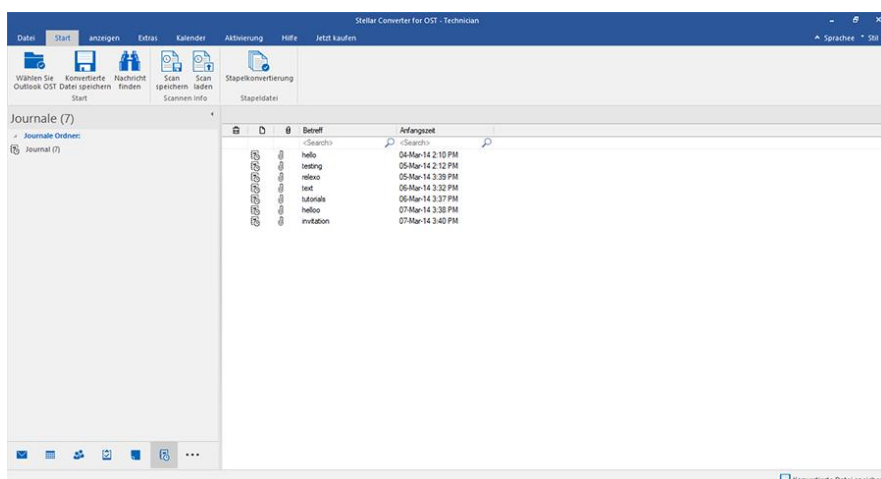 Stellar Converter for OST - Technician
Datei Start anzeigen Extras Kalender Aktivierung Hilfe Jetzt kaufen Sprachee Stil
Wählen Sie Outlook OST
Konvertierte Datei speichern
Nachricht finden
Scan speichern
Scan laden
Stapelkonvertierung
Start
Scannen Info
Stapeldatei
Journale (7)
Journale Ordner:
Journal (7)
Betreff Anfangszeit
<Search> <Search>
hello 04-Mar-14 2:10 PM
testing 05-Mar-14 2:12 PM
relexo 05-Mar-14 3:39 PM
text 06-Mar-14 3:32 PM
tutorials 06-Mar-14 3:37 PM
helloo 07-Mar-14 3:38 PM
invitation 07-Mar-14 3:40 PM